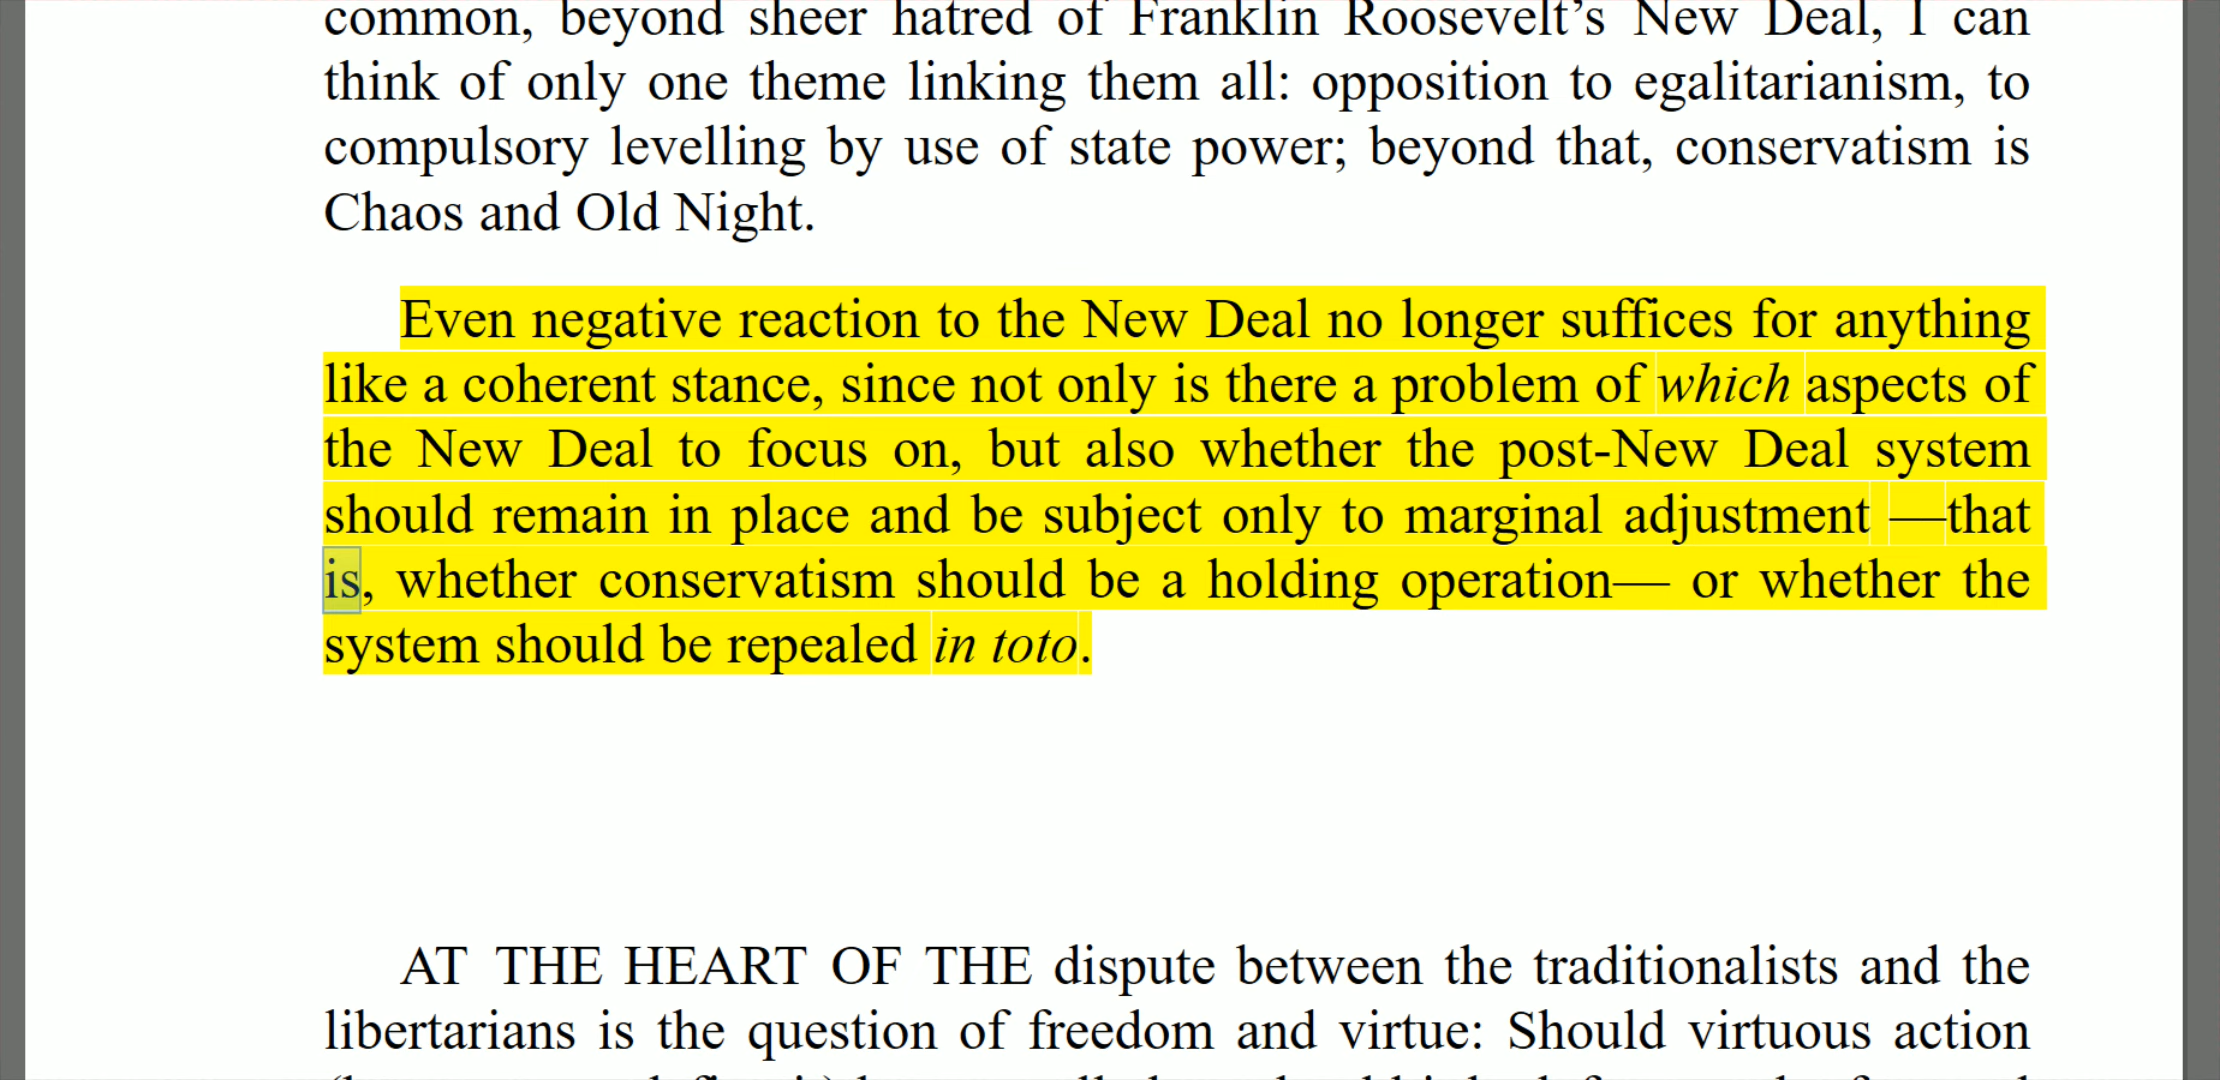 common, beyond sheer hatred of Franklin Roosevelt’s New Deal, I can
think of only one theme linking them all: opposition to egalitarianism, to
compulsory levelling by use of state power; beyond that, conservatism is
Chaos and Old Night.
Even negative reaction to the New Deal no longer suffices for anything
like a coherent stance, since not only is there a problem of which aspects of
the New Deal to focus on, but also whether the post-New Deal system
should remain in place and be subject only to marginal adjustment —that
is, whether conservatism should be a holding operation— or whether the
system should be repealed in toto.
AT THE HEART OF THE dispute between the traditionalists and the
libertarians is the question of freedom and virtue: Should virtuous action